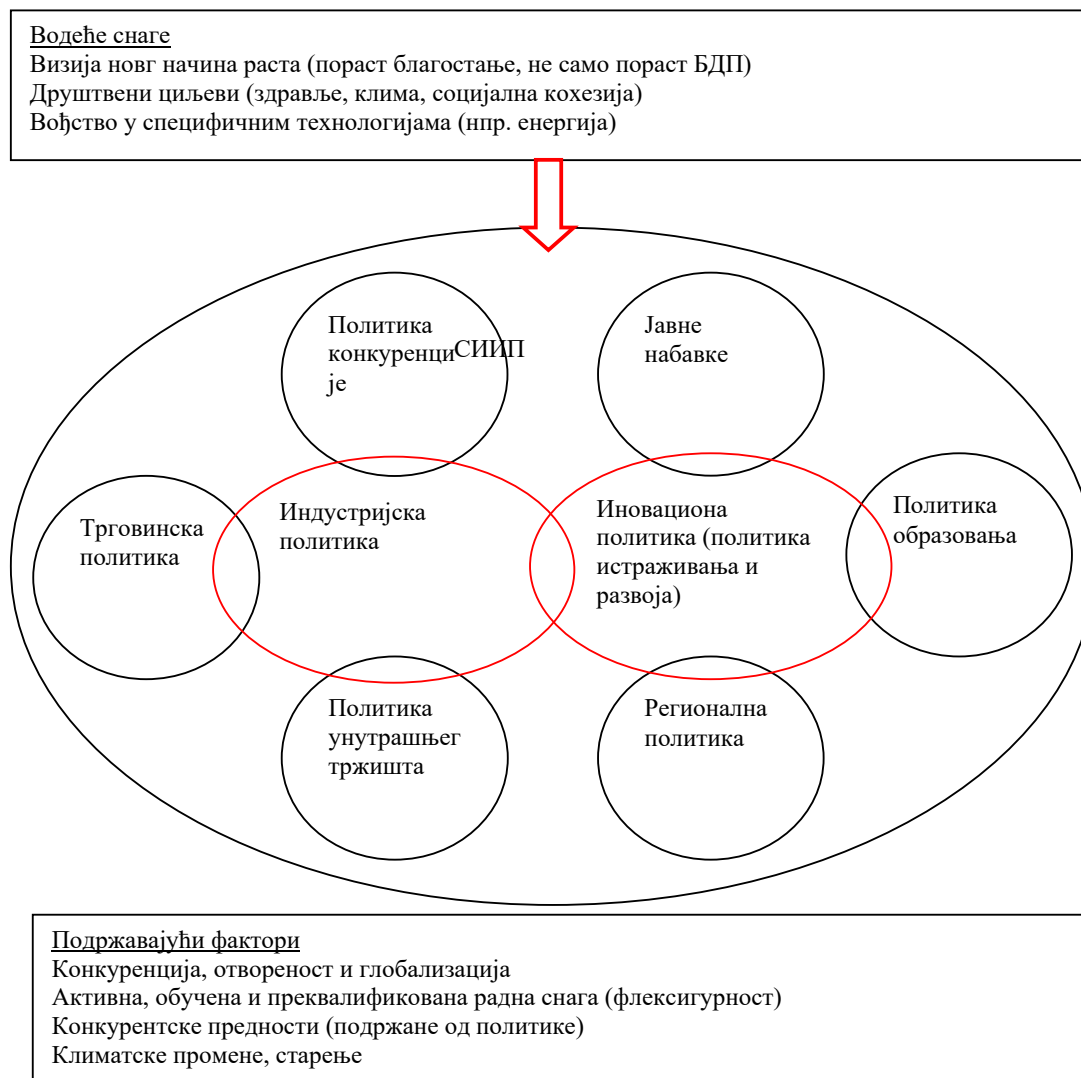 Водеће снаге
Визија новг начина раста (пораст благостање, не само пораст БДП)
Друштвени циљеви (здравље, клима, социјална кохезија)
Вођство у специфичним технологијама (нпр. енергија)
Политика
конкуренци
је
СИИП
Јавне
набавке
Трговинска
политика
Индустријска
политика
Иновациона
политика (политика
истраживања и
развоја)
Политика
образовања
Политика
унутрашњег
тржишта
Регионална
политика
Подржавајући фактори
Конкуренција, отвореност и глобализација
Активна, обучена и преквалификована радна снага (флексигурност)
Конкурентске предности (подржане од политике)
Климатске промене, старење